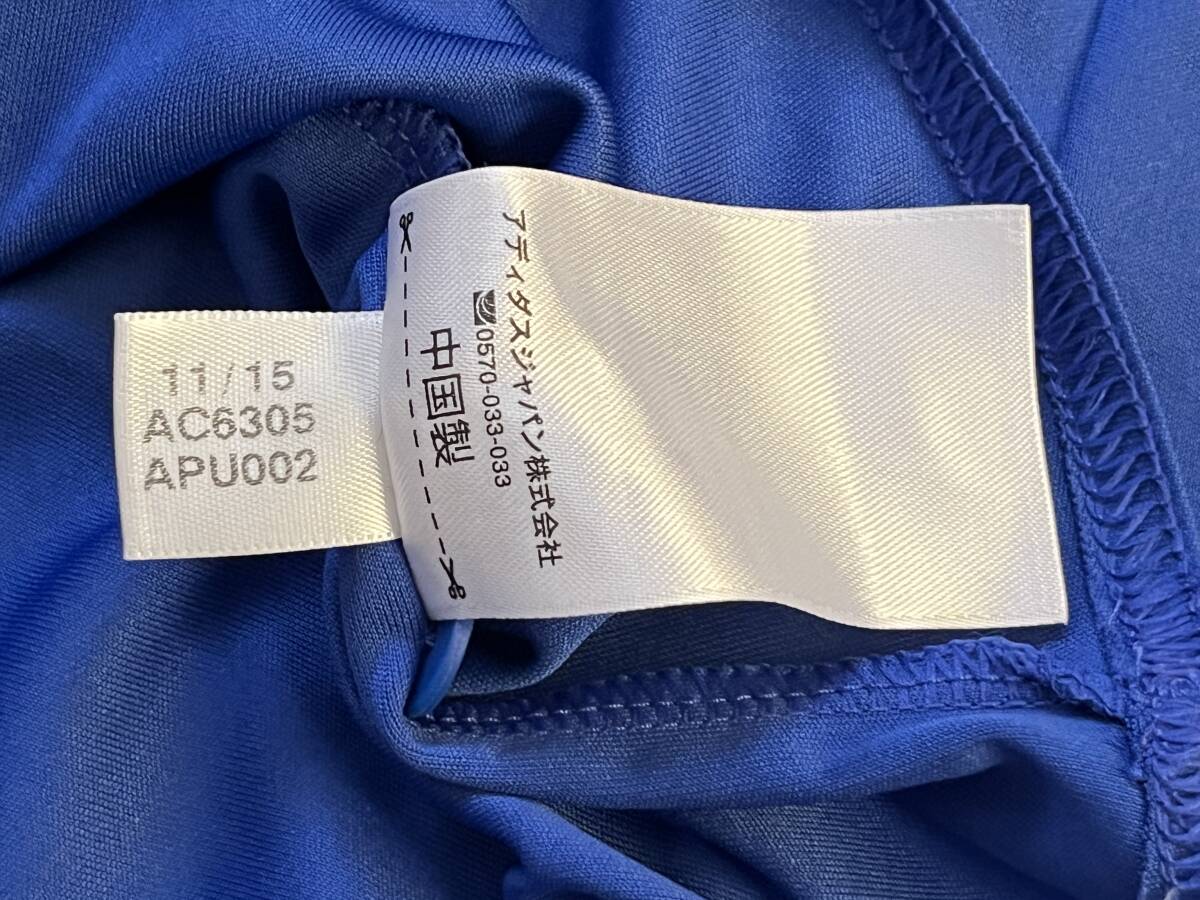 11/15
AC6305
APU002
アディダスジャパン株式会社
0570-033-033
中国製